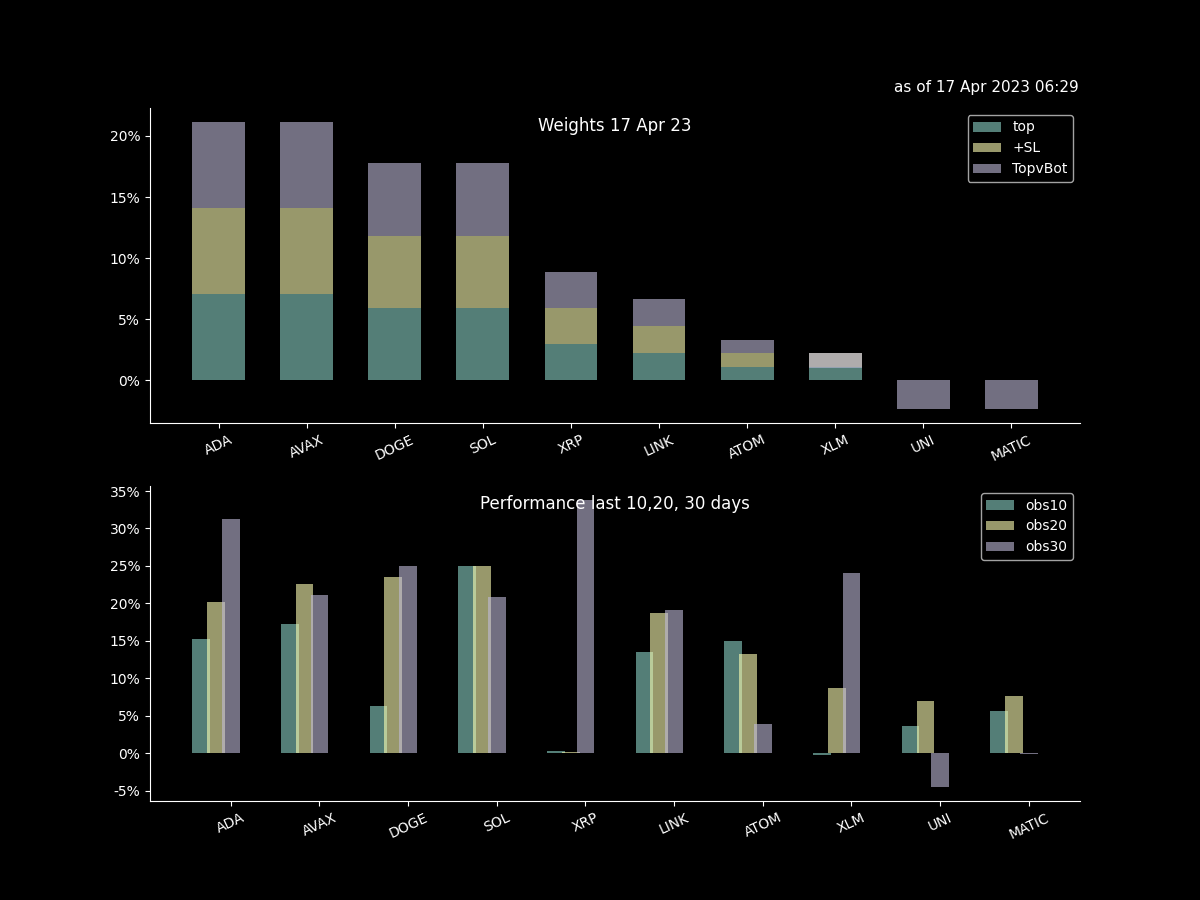 as of 17 Apr 2023 06:29
Weights 17 Apr 23
top
+SL
TopvBot
20%
15%
10%
5%
0%
ADA AVAX DOGE SOL XRP LINK ATOM XLM UNI MATIC
Performance last 10,20, 30 days
obs10
obs20
obs30
35%
30%
25%
20%
15%
10%
5%
0%
-5%
ADA AVAX DOGE SOL XRP LINK ATOM XLM UNI MATIC